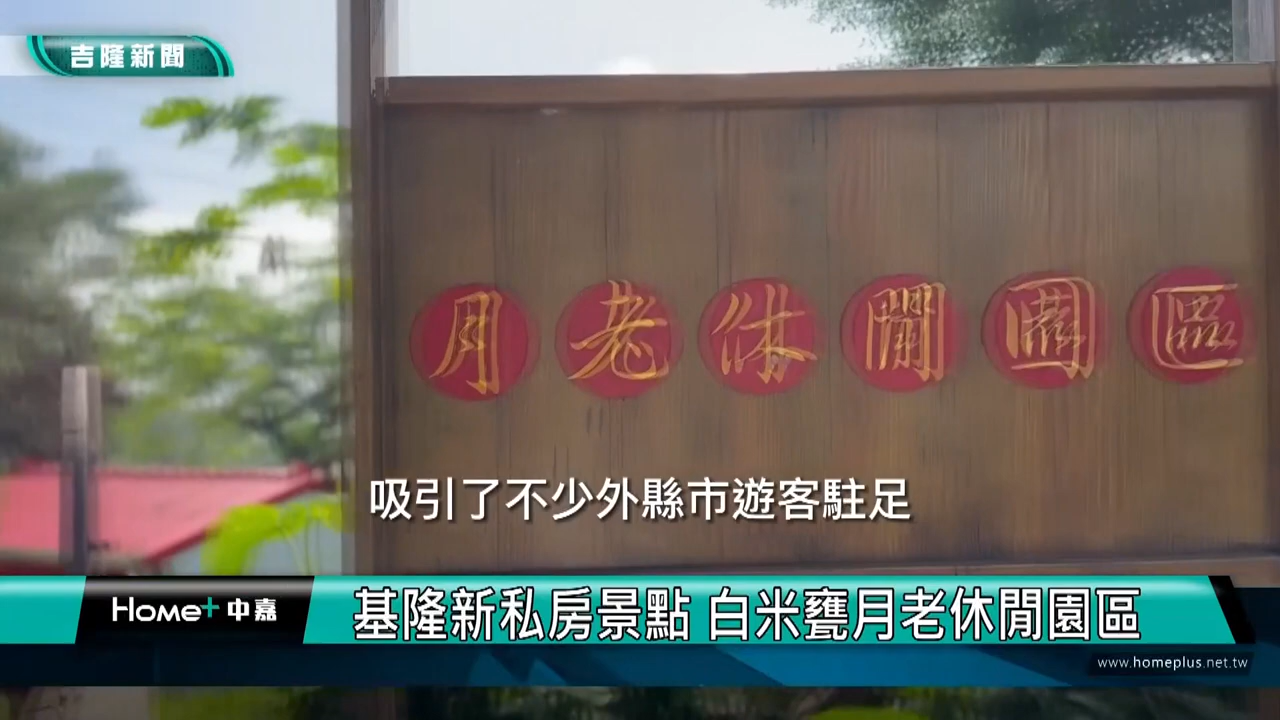 吉隆新聞
月老休閒園區
吸引了不少外縣市遊客駐足
Home+中嘉
基隆新私房景點 白米甕月老休閒園區
www.homeplus.net.tw